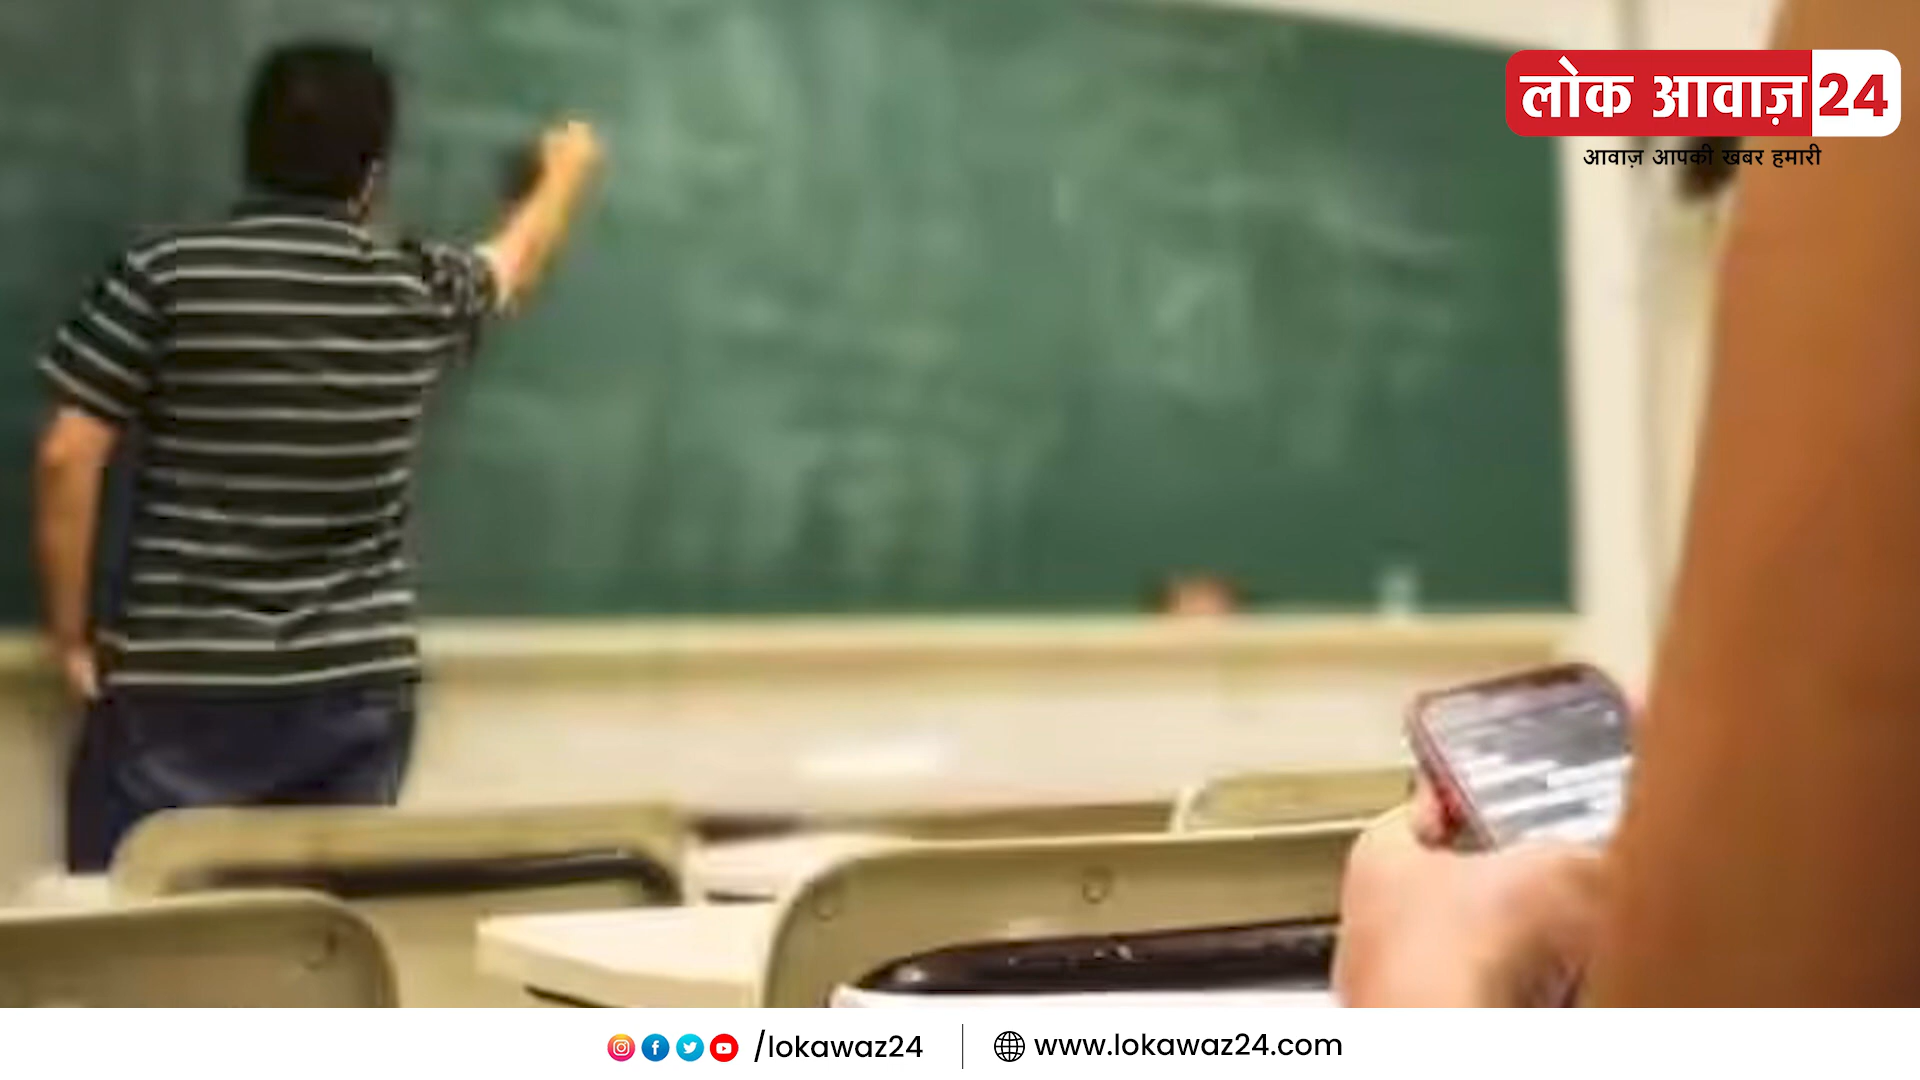 लोक आवाज़ 24
आवाज़ आपकी खबर हमारी
/lokawaz24
www.lokawaz24.com